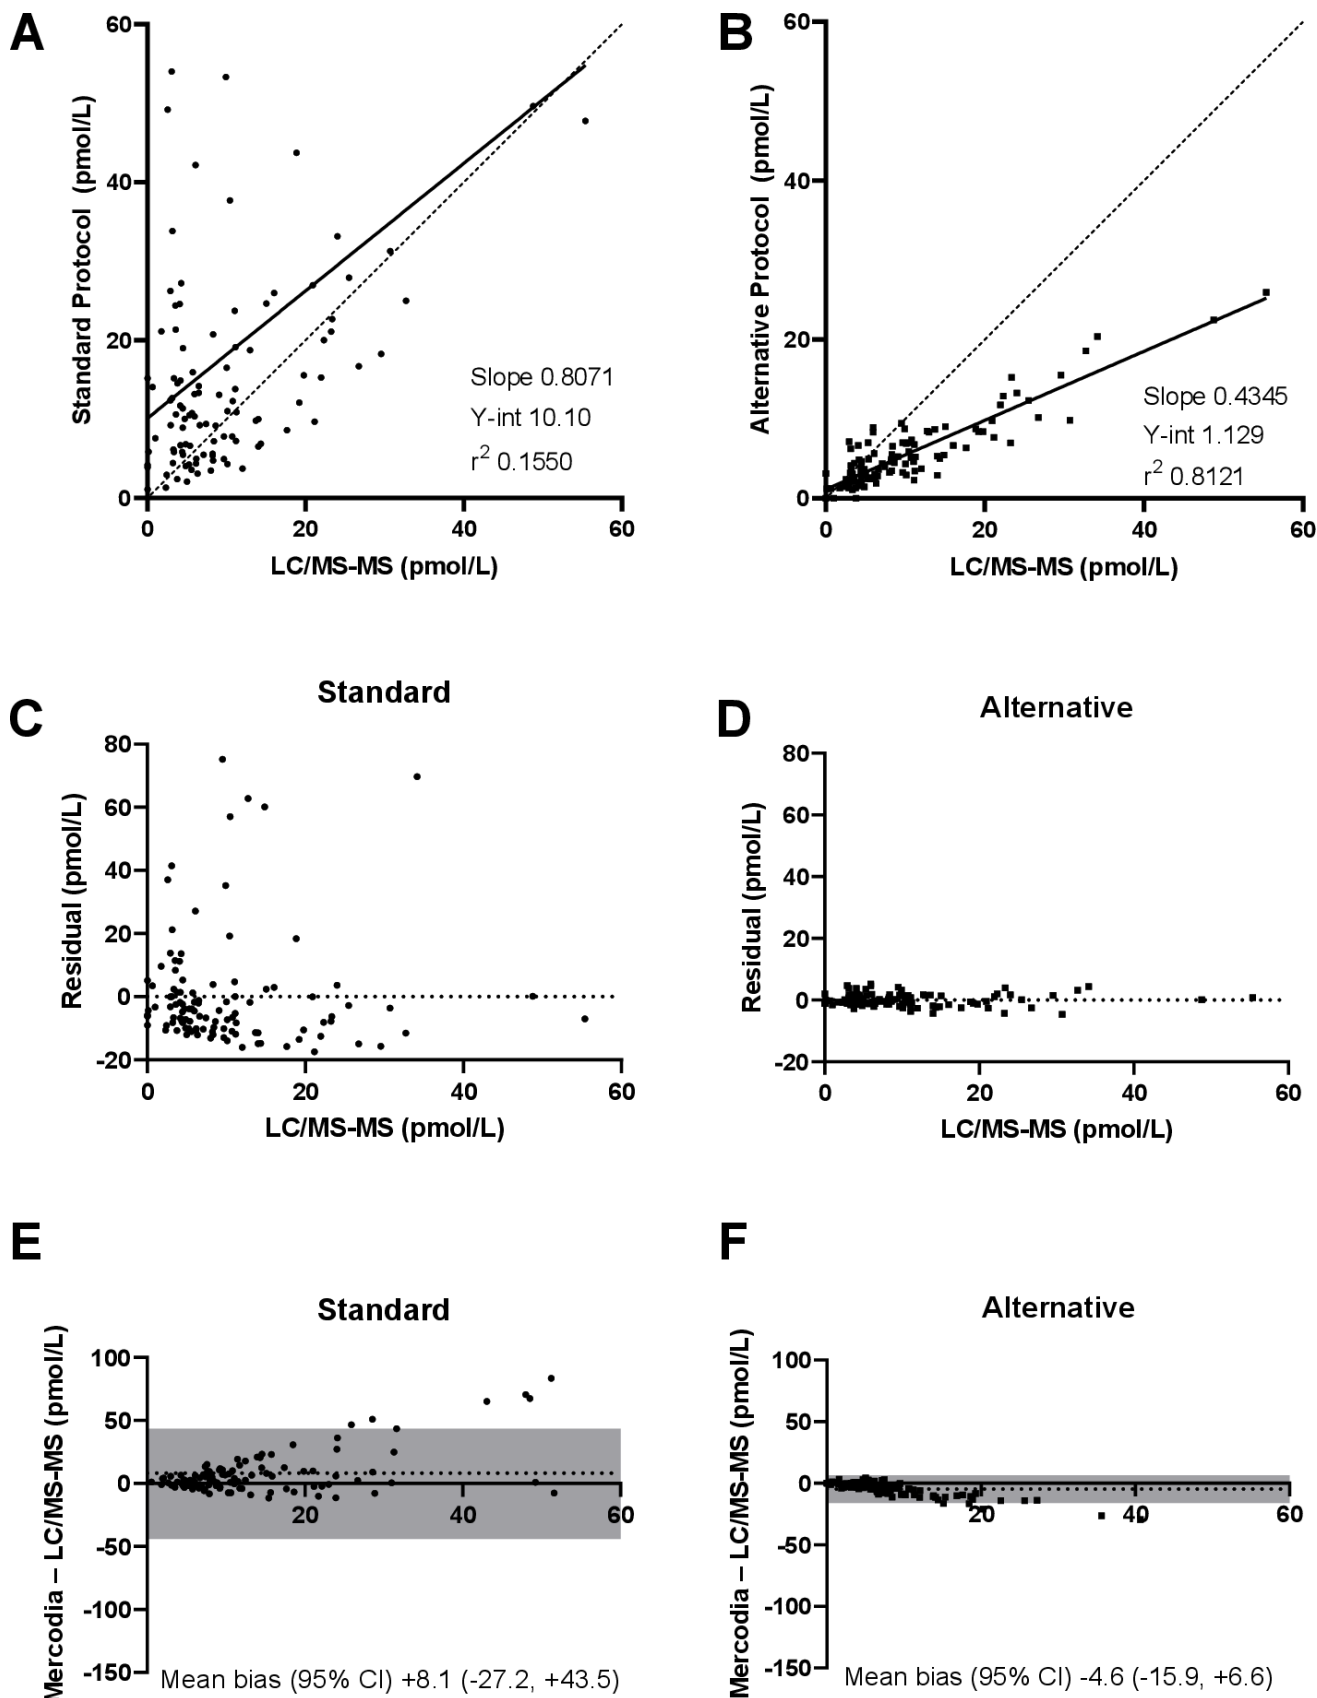 A
60
40
20
0
Standard Protocol (pmol/L)
Slope 0.8071
Y-int 10.10
r² 0.1550
0 20 40 60
LC/MS-MS (pmol/L)
B
60
40
20
0
Alternative Protocol (pmol/L)
Slope 0.4345
Y-int 1.129
r² 0.8121
0 20 40 60
LC/MS-MS (pmol/L)
C
Standard
80
60
40
20
0
-20
Residual (pmol/L)
0 20 40 60
LC/MS-MS (pmol/L)
D
Alternative
80
60
40
20
0
-20
Residual (pmol/L)
0 20 40 60
LC/MS-MS (pmol/L)
E
Standard
100
50
0
-50
-100
-150
Mercodia – LC/MS-MS (pmol/L)
20 40 60
Mean bias (95% CI) +8.1 (-27.2, +43.5)
F
Alternative
100
50
0
-50
-100
-150
Mercodia – LC/MS-MS (pmol/L)
20 40 60
Mean bias (95% CI) -4.6 (-15.9, +6.6)